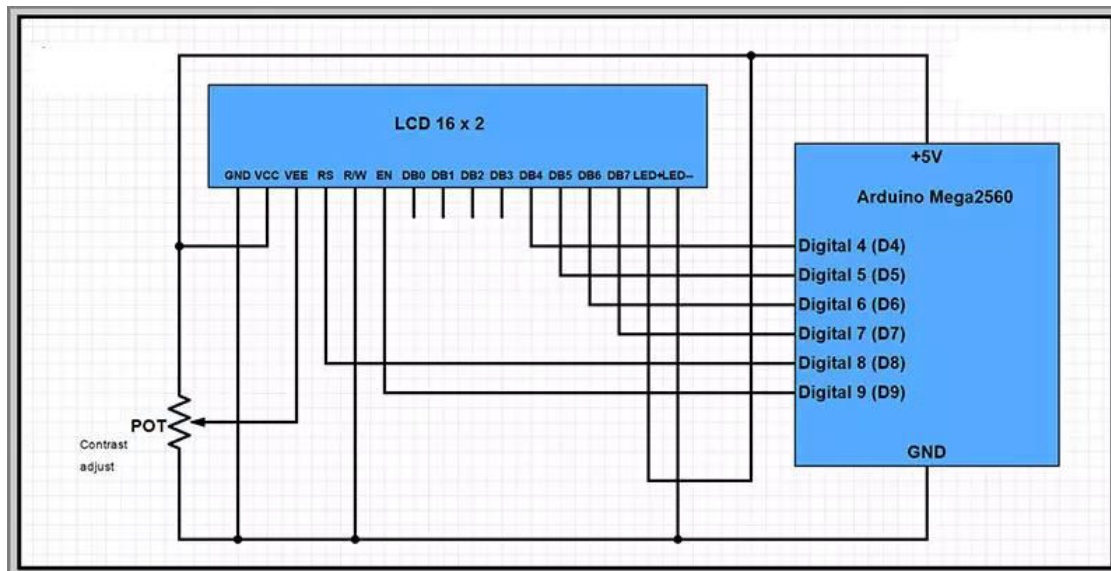 LCD 16 x 2
GND VCC VEE RS R/W EN DB0 DB1 DB2 DB3 DB4 DB5 DB6 DB7 LED+ LED--
+5V
Arduino Mega2560
Digital 4 (D4)
Digital 5 (D5)
Digital 6 (D6)
Digital 7 (D7)
Digital 8 (D8)
Digital 9 (D9)
GND
POT
Contrast
adjust